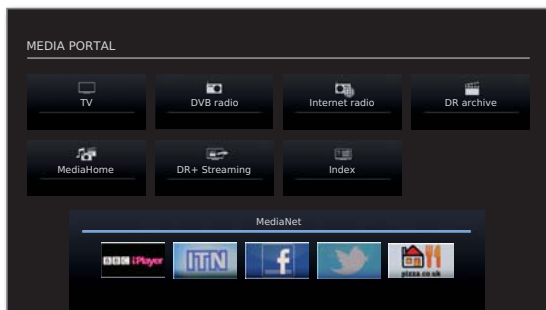 MEDIA PORTAL
TV
DVB radio
Internet radio
DR archive
MediaHome
DR+ Streaming
Index
MediaNet
BBC iPlayer
ITN
f
pizza.co.uk